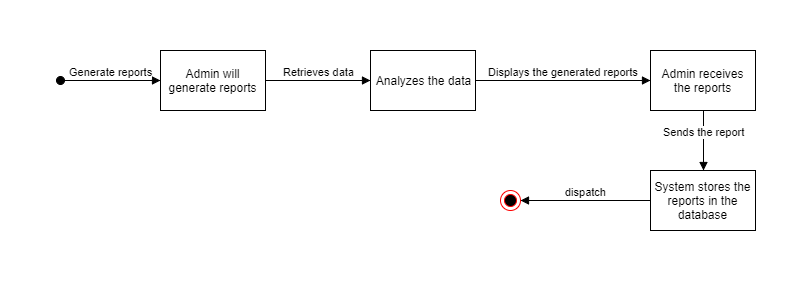 Generate reports
Admin will
generate reports
Retrieves data
Analyzes the data
Displays the generated reports
Admin receives
the reports
Sends the report
System stores the
reports in the
database
dispatch